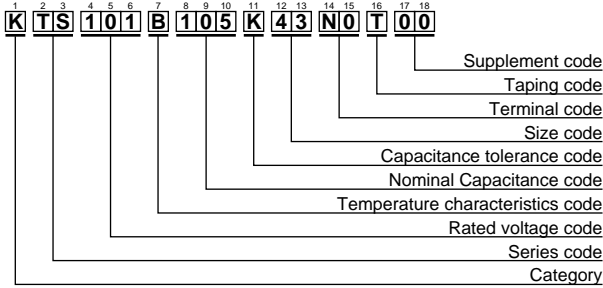 1 2 3 4 5 6 7 8 9 10 11 12 13 14 15 16 17 18
K T S 1 0 1 B 1 0 5 K 4 3 N 0 T 0 0
Supplement code
Taping code
Terminal code
Size code
Capacitance tolerance code
Nominal Capacitance code
Temperature characteristics code
Rated voltage code
Series code
Category